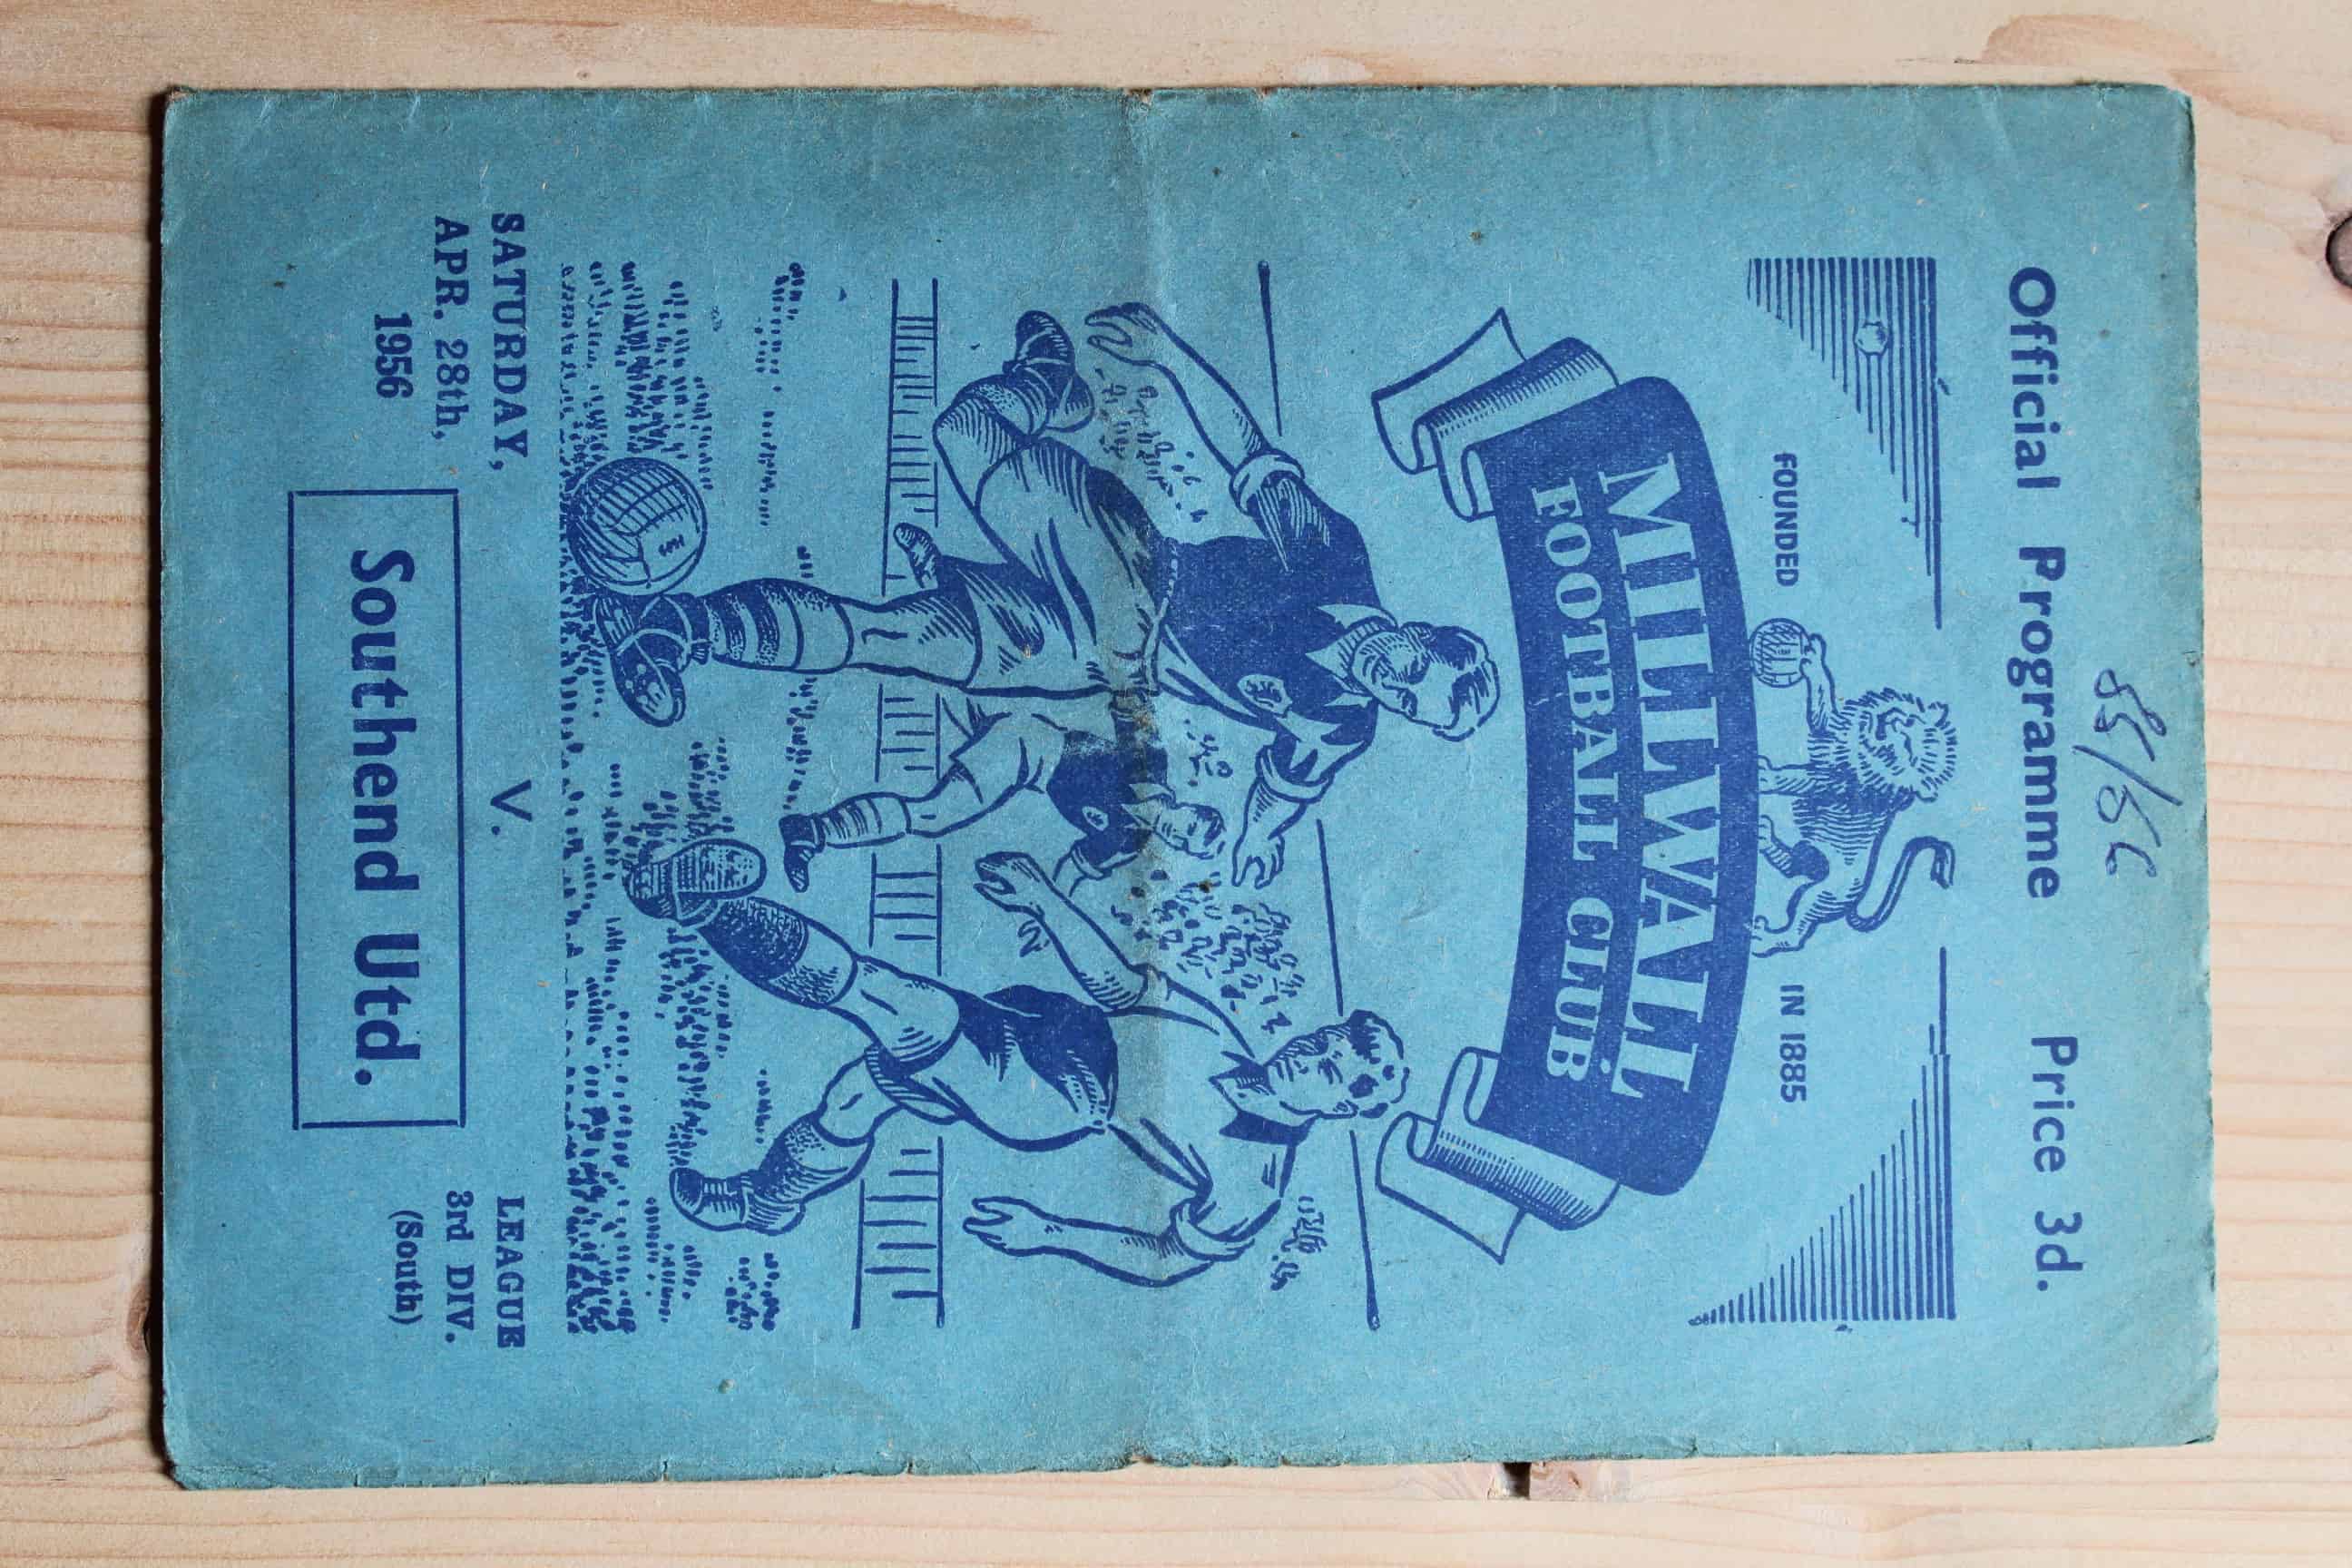 55/56
Official Programme Price 3d.
FOUNDED IN 1885
MILLWALL
FOOTBALL CLUB
SATURDAY,
APR. 28th,
1956
V.
Southend Utd.
LEAGUE
3rd DIV.
(South)